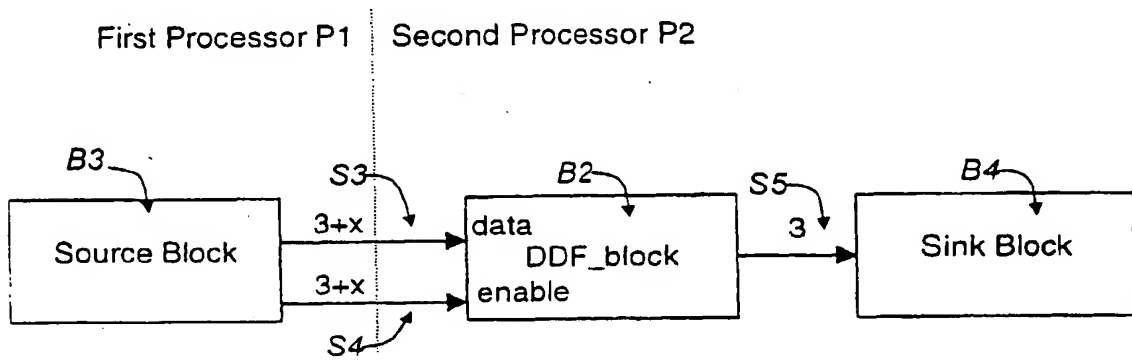 First Processor P1
Second Processor P2
B3
S3
B2
S5
B4
Source Block
3+x
data
DDF_block
3
Sink Block
3+x
enable
S4